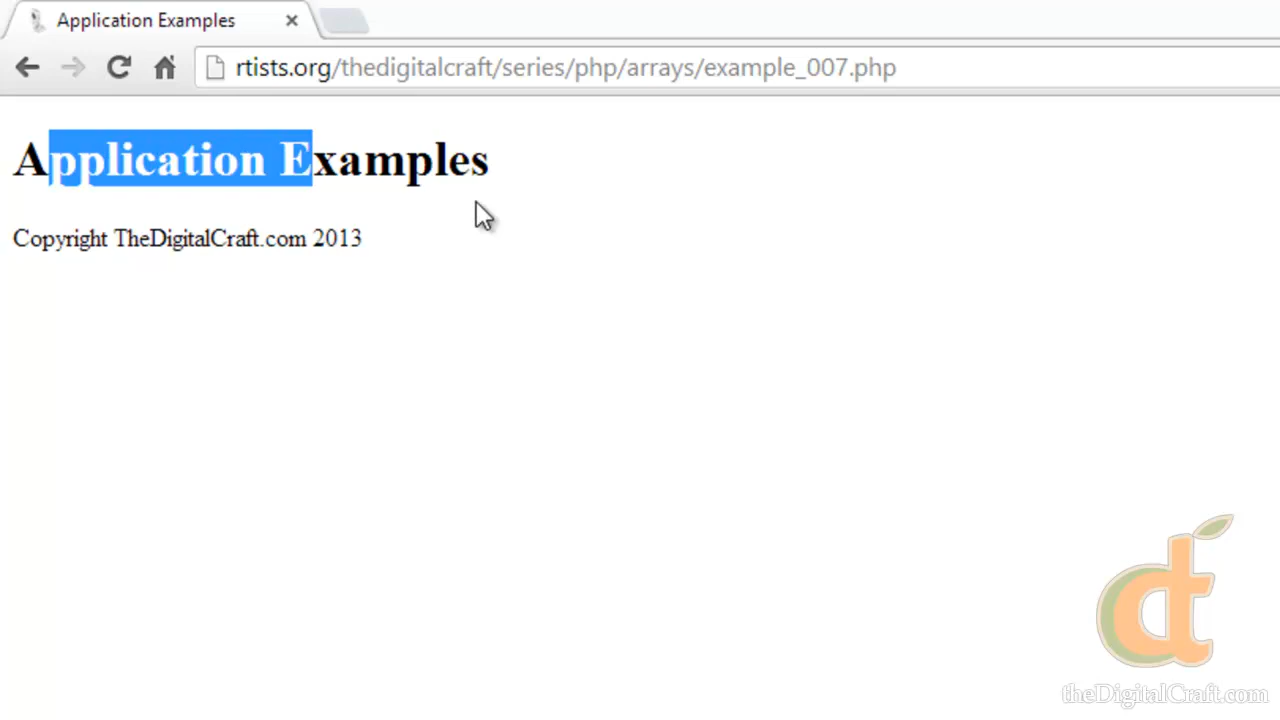 Application Examples
rtists.org/thedigitalcraft/series/php/arrays/example_007.php
Application Examples
Copyright TheDigitalCraft.com 2013
dt
theDigitalCraft.com